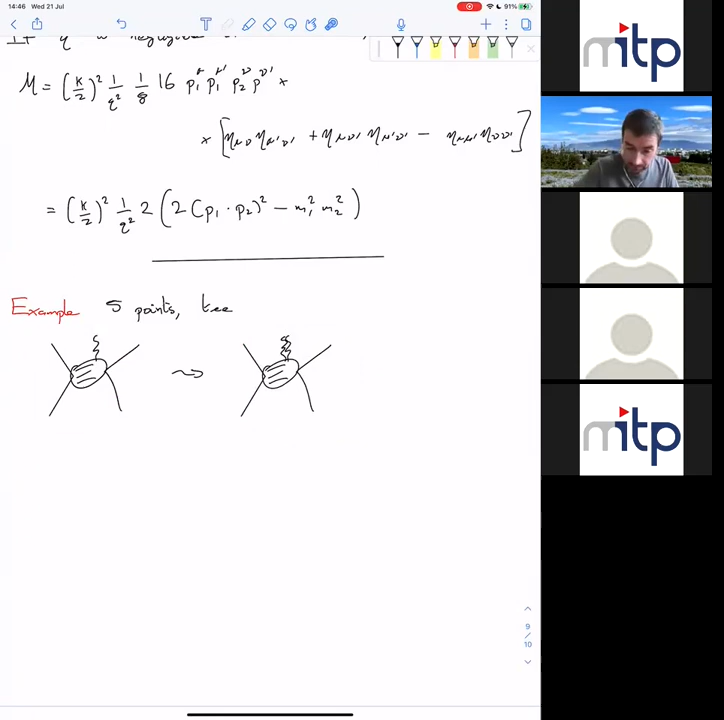 14:46 Wed 21 Jul
91%
M = (κ/2)² 1/q² 1/8 16 p₁^μ p₁^μ' p₂^ν p^ν' ×
× [η_μν η_μ'ν' + η_μν' η_μ'ν' − η_μμ' η_νν']
= (κ/2)² 1/q² 2 (2 (p₁ · p₂)² − m₁² m₂²)
Example 5 points, tree
9
/
10
mitp
mitp